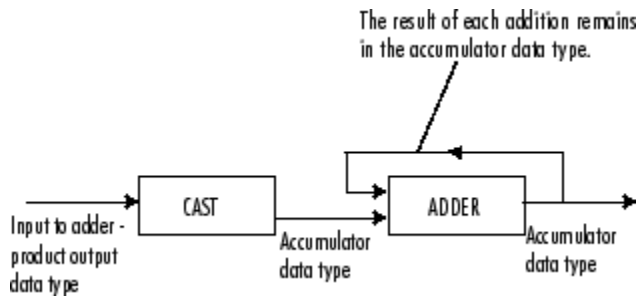 The result of each addition remains
in the accumulator data type.
CAST
ADDER
Input to adder -
product output
data type
Accumulator
data type
Accumulator
data type